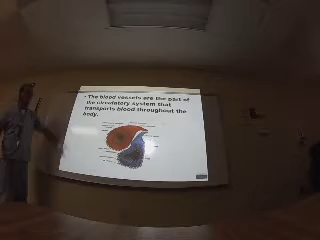 • The blood vessels are the part of
the circulatory system that
transports blood throughout the
body.